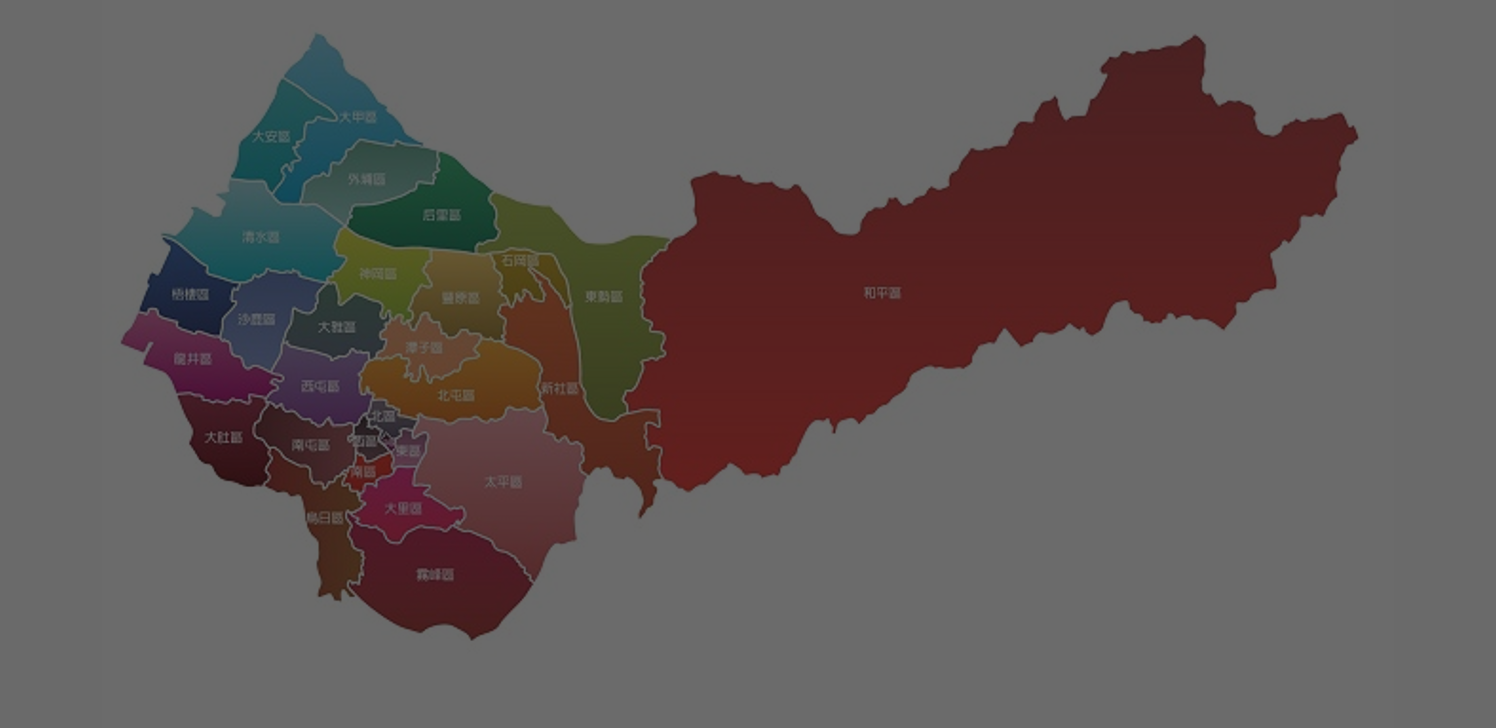 大甲區
大安區
外埔區
后里區
清水區
石岡區
神岡區
和平區
梧棲區
東勢區
豐原區
沙鹿區
大雅區
潭子區
龍井區
西屯區
新社區
北屯區
北區
大肚區
西區
南屯區
東區
南區
太平區
大里區
烏日區
霧峰區